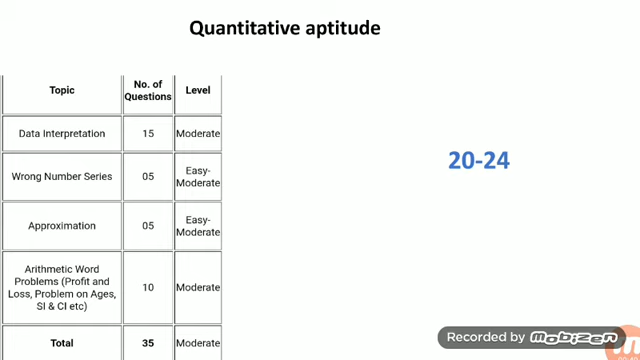 Quantitative aptitude
Topic
No. of
Questions
Level
Data Interpretation
15
Moderate
Wrong Number Series
05
Easy-
Moderate
Approximation
05
Easy-
Moderate
Arithmetic Word
Problems (Profit and
Loss, Problem on Ages,
SI & CI etc)
10
Moderate
Total
35
Moderate
20-24
Recorded by mobizen